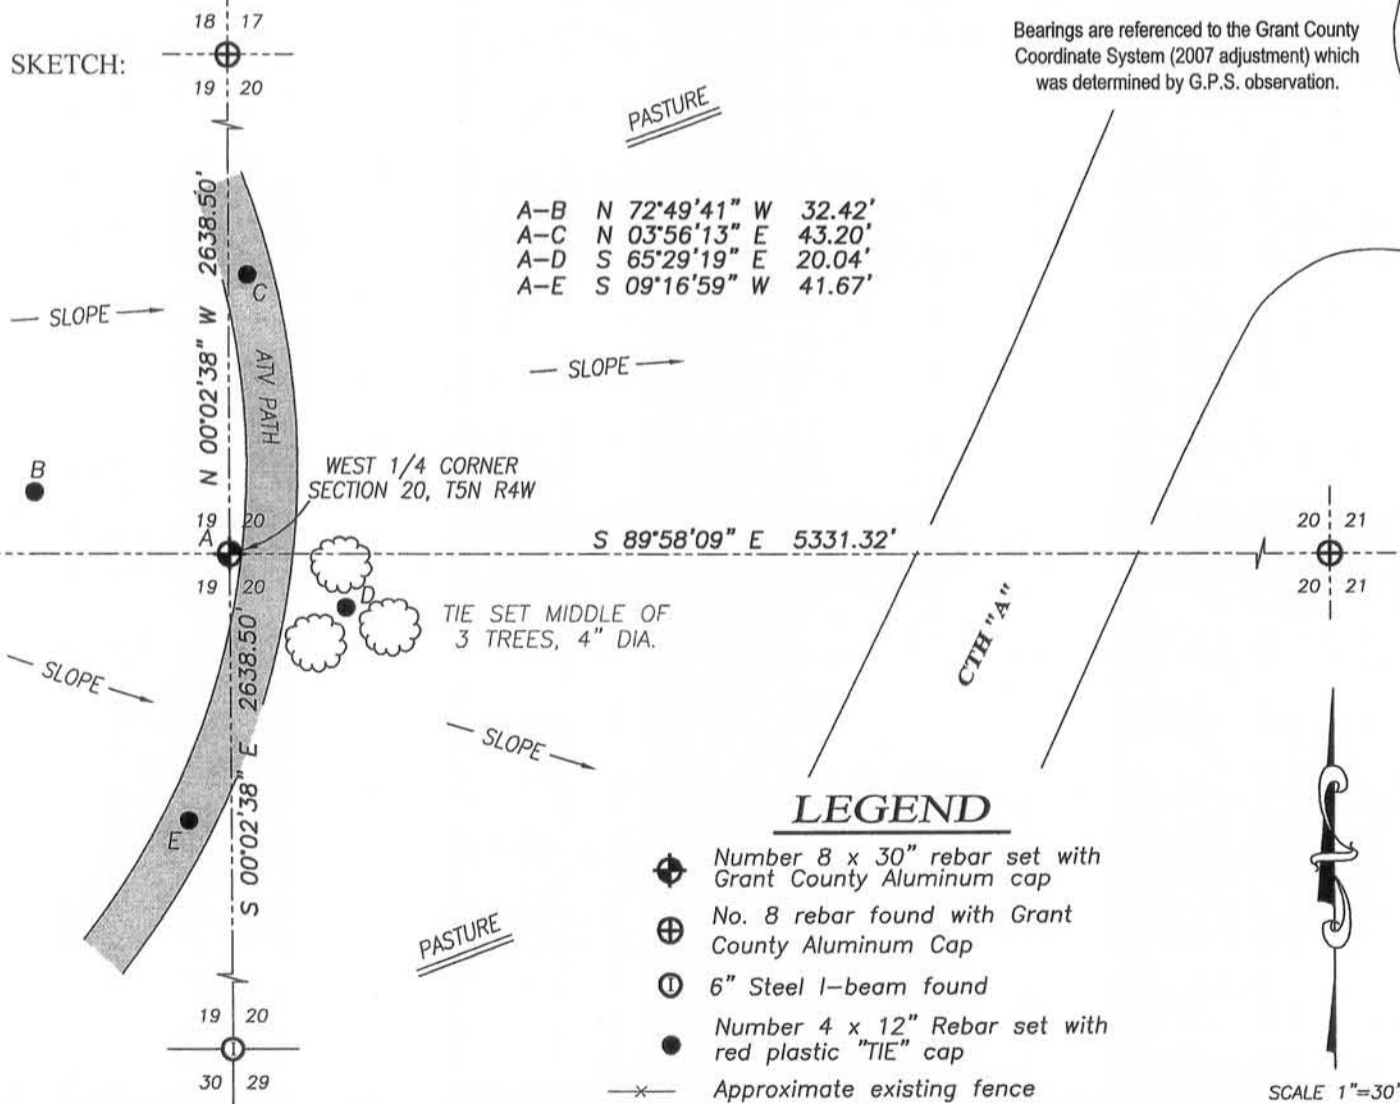 18 17
SKETCH:
19 20
Bearings are referenced to the Grant County
Coordinate System (2007 adjustment) which
was determined by G.P.S. observation.
PASTURE
A-B N 72°49'41" W 32.42'
A-C N 03°56'13" E 43.20'
A-D S 65°29'19" E 20.04'
A-E S 09°16'59" W 41.67'
N 00°02'38" W 2638.50'
C
SLOPE
ATV PATH
SLOPE
B
WEST 1/4 CORNER
SECTION 20, T5N R4W
19 20
A
S 89°58'09" E 5331.32'
20 21
19 20
20 21
D
TIE SET MIDDLE OF
3 TREES, 4" DIA.
CTH "A"
SLOPE
S 00°02'38" E 2638.50'
SLOPE
E
PASTURE
LEGEND
Number 8 x 30" rebar set with
Grant County Aluminum cap
No. 8 rebar found with Grant
County Aluminum Cap
I 6" Steel I-beam found
Number 4 x 12" Rebar set with
red plastic "TIE" cap
Approximate existing fence
19 20
I
30 29
SCALE 1"=30'